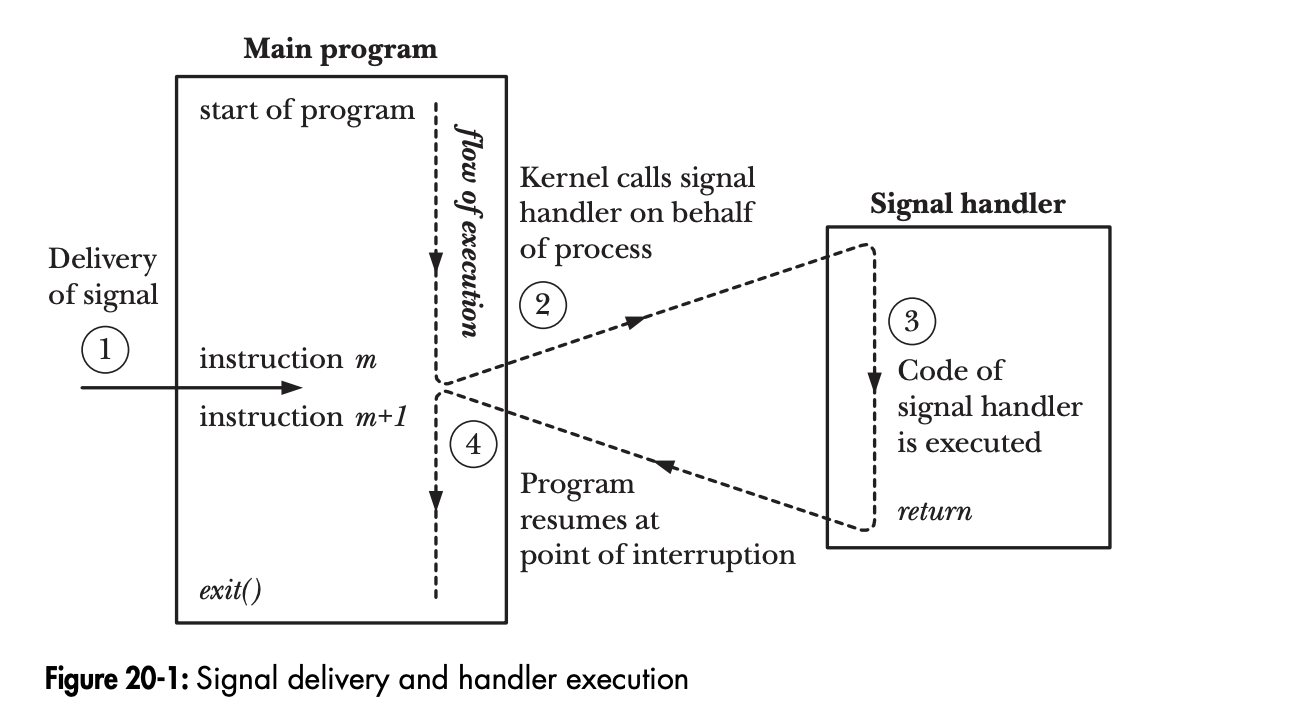 Main program
start of program
flow of execution
Delivery
of signal
1
instruction m
instruction m+1
exit()
Kernel calls signal
handler on behalf
of process
2
Signal handler
3
Code of
signal handler
is executed
return
4
Program
resumes at
point of interruption
Figure 20-1: Signal delivery and handler execution